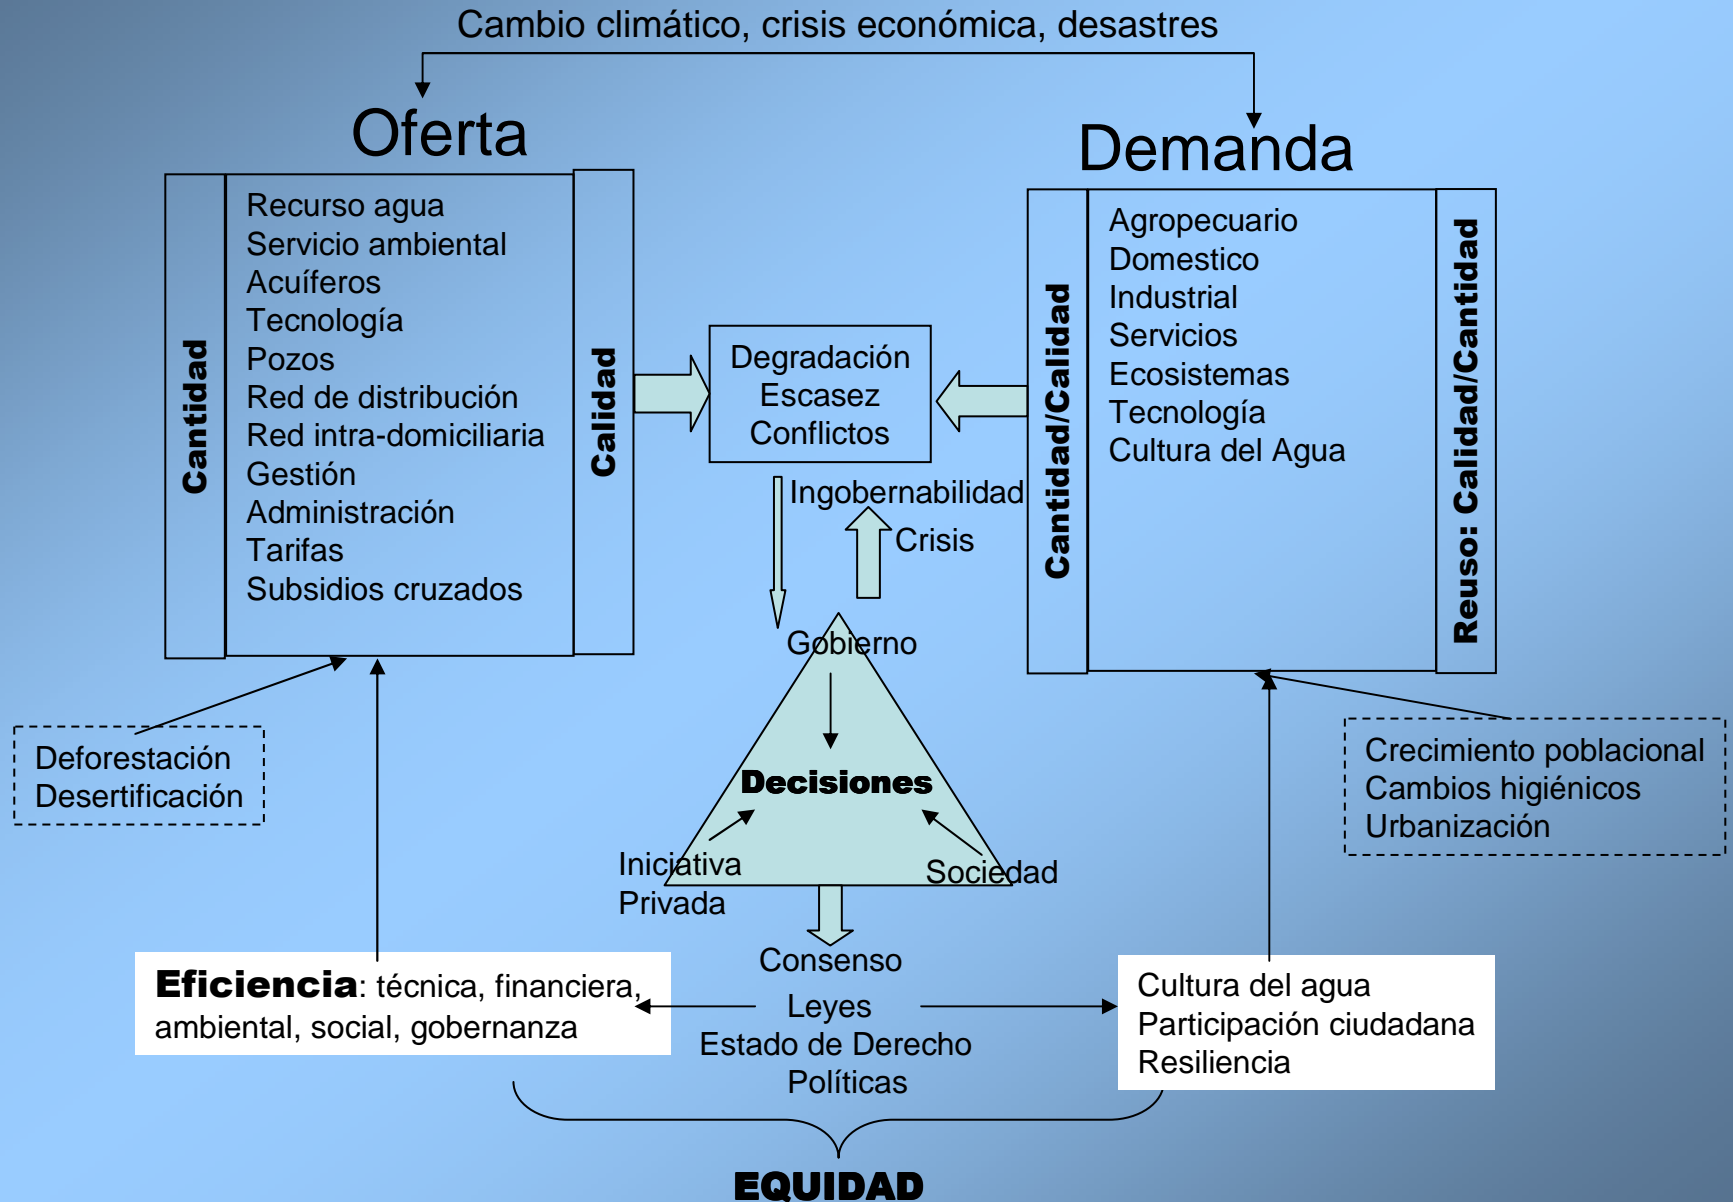 Cambio climático, crisis económica, desastres
Oferta
Demanda
Cantidad
Recurso agua
Servicio ambiental
Acuíferos
Tecnología
Pozos
Red de distribución
Red intra-domiciliaria
Gestión
Administración
Tarifas
Subsidios cruzados
Calidad
Degradación
Escasez
Conflictos
Cantidad/Calidad
Agropecuario
Domestico
Industrial
Servicios
Ecosistemas
Tecnología
Cultura del Agua
Reuso: Calidad/Cantidad
Ingobernabilidad
Crisis
Gobierno
Decisiones
Iniciativa
Privada
Sociedad
Deforestación
Desertificación
Crecimiento poblacional
Cambios higiénicos
Urbanización
Eficiencia: técnica, financiera,
ambiental, social, gobernanza
Consenso
Leyes
Estado de Derecho
Políticas
Cultura del agua
Participación ciudadana
Resiliencia
EQUIDAD